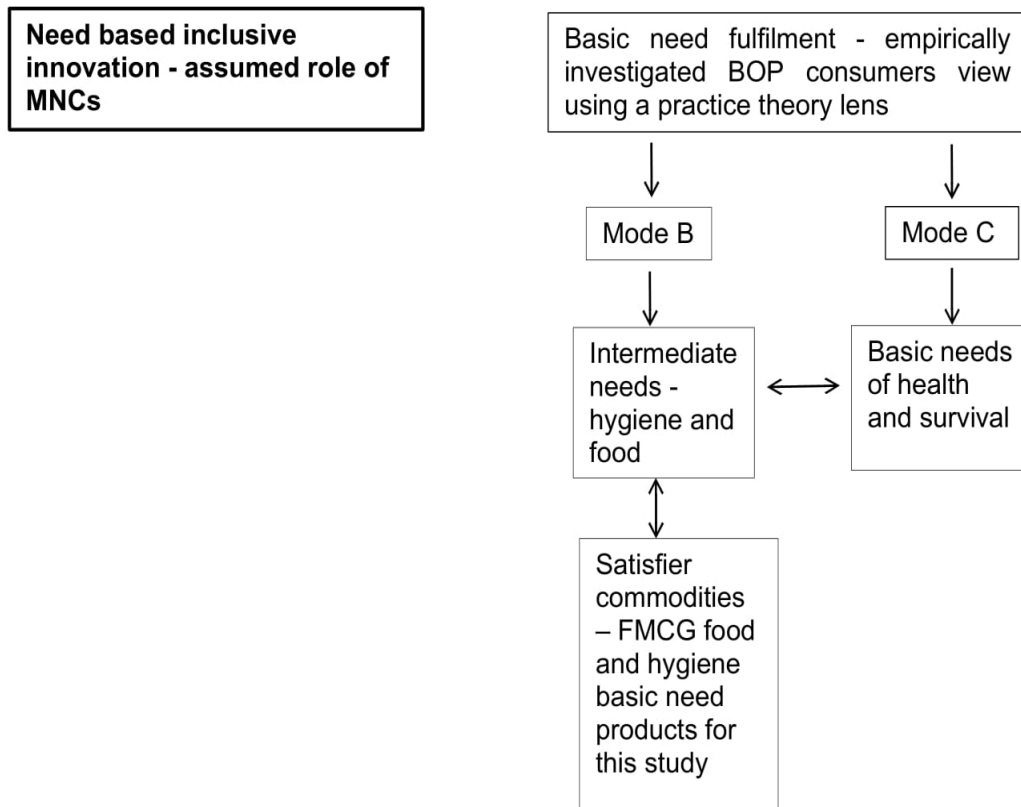 Need based inclusive
innovation - assumed role of
MNCs
Basic need fulfilment - empirically
investigated BOP consumers view
using a practice theory lens
Mode B
Mode C
Intermediate
needs -
hygiene and
food
Basic needs
of health
and survival
Satisfier
commodities
– FMCG food
and hygiene
basic need
products for
this study